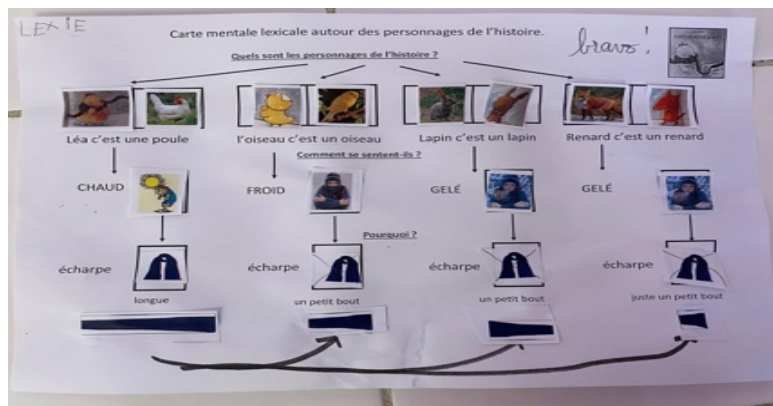 LEXIE
Carte mentale lexicale autour des personnages de l'histoire.
bravo!
Quels sont les personnages de l'histoire ?
Léa c'est une poule
l'oiseau c'est un oiseau
Lapin c'est un lapin
Renard c'est un renard
Comment se sentent-ils ?
CHAUD
FROID
GELÉ
GELÉ
Pourquoi ?
écharpe
écharpe
écharpe
écharpe
longue
un petit bout
un petit bout
juste un petit bout